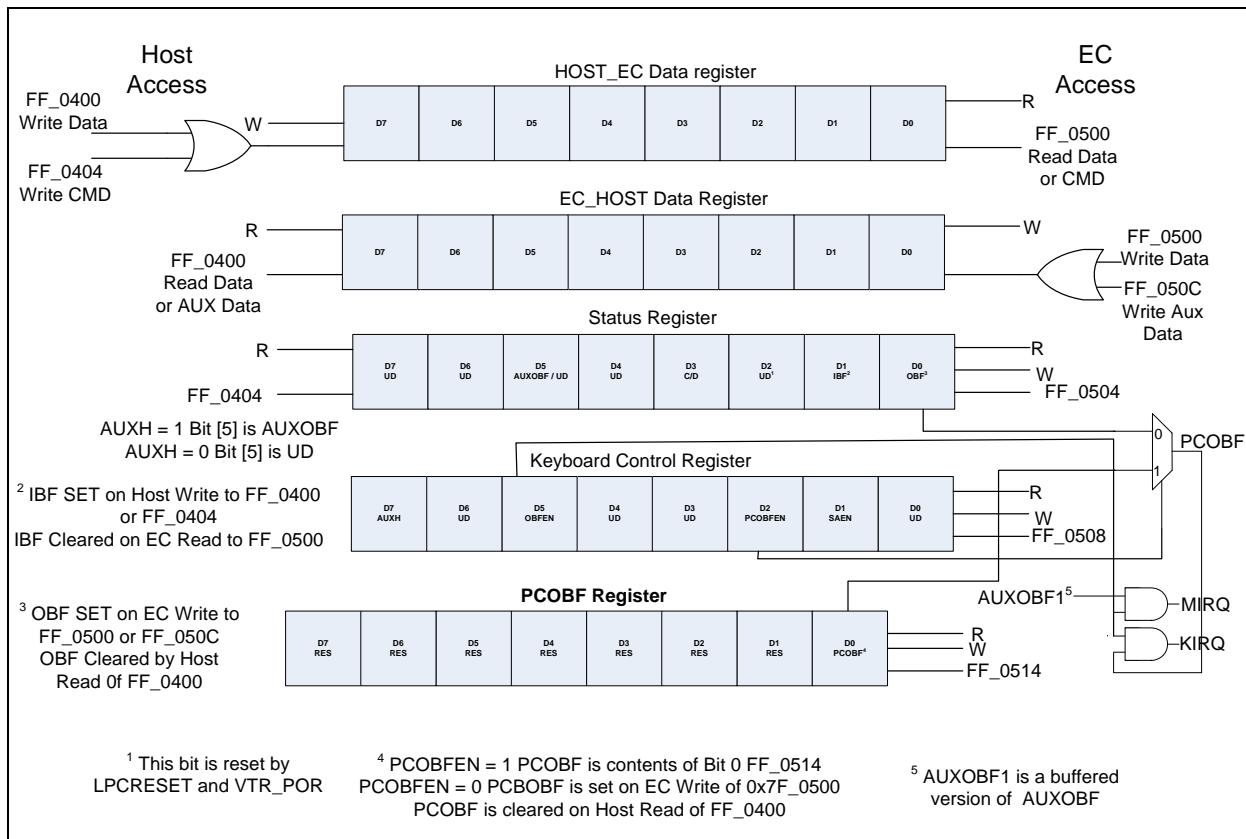 Host
Access
EC
Access
HOST_EC Data register
FF_0400
Write Data
W
FF_0404
Write CMD
D7 D6 D5 D4 D3 D2 D1 D0
R
FF_0500
Read Data
or CMD
EC_HOST Data Register
R
FF_0400
Read Data
or AUX Data
D7 D6 D5 D4 D3 D2 D1 D0
W
FF_0500
Write Data
FF_050C
Write Aux
Data
Status Register
R
FF_0404
D7 D6 D5 D4 D3 D2 D1 D0
UD UD AUXOBF / UD UD C/D UD¹ IBF² OBF³
R
W
FF_0504
AUXH = 1 Bit [5] is AUXOBF
AUXH = 0 Bit [5] is UD
0
1
PCOBF
Keyboard Control Register
² IBF SET on Host Write to FF_0400
or FF_0404
IBF Cleared on EC Read to FF_0500
D7 D6 D5 D4 D3 D2 D1 D0
AUXH UD OBFEN UD UD PCOBFEN SAEN UD
R
W
FF_0508
PCOBF Register
³ OBF SET on EC Write to
FF_0500 or FF_050C
OBF Cleared by Host
Read 0f FF_0400
D7 D6 D5 D4 D3 D2 D1 D0
RES RES RES RES RES RES RES PCOBF⁴
R
W
FF_0514
AUXOBF1⁵
MIRQ
KIRQ
¹ This bit is reset by
LPCRESET and VTR_POR
⁴ PCOBFEN = 1 PCOBF is contents of Bit 0 FF_0514
PCOBFEN = 0 PCBOBF is set on EC Write of 0x7F_0500
PCOBF is cleared on Host Read of FF_0400
⁵ AUXOBF1 is a buffered
version of AUXOBF